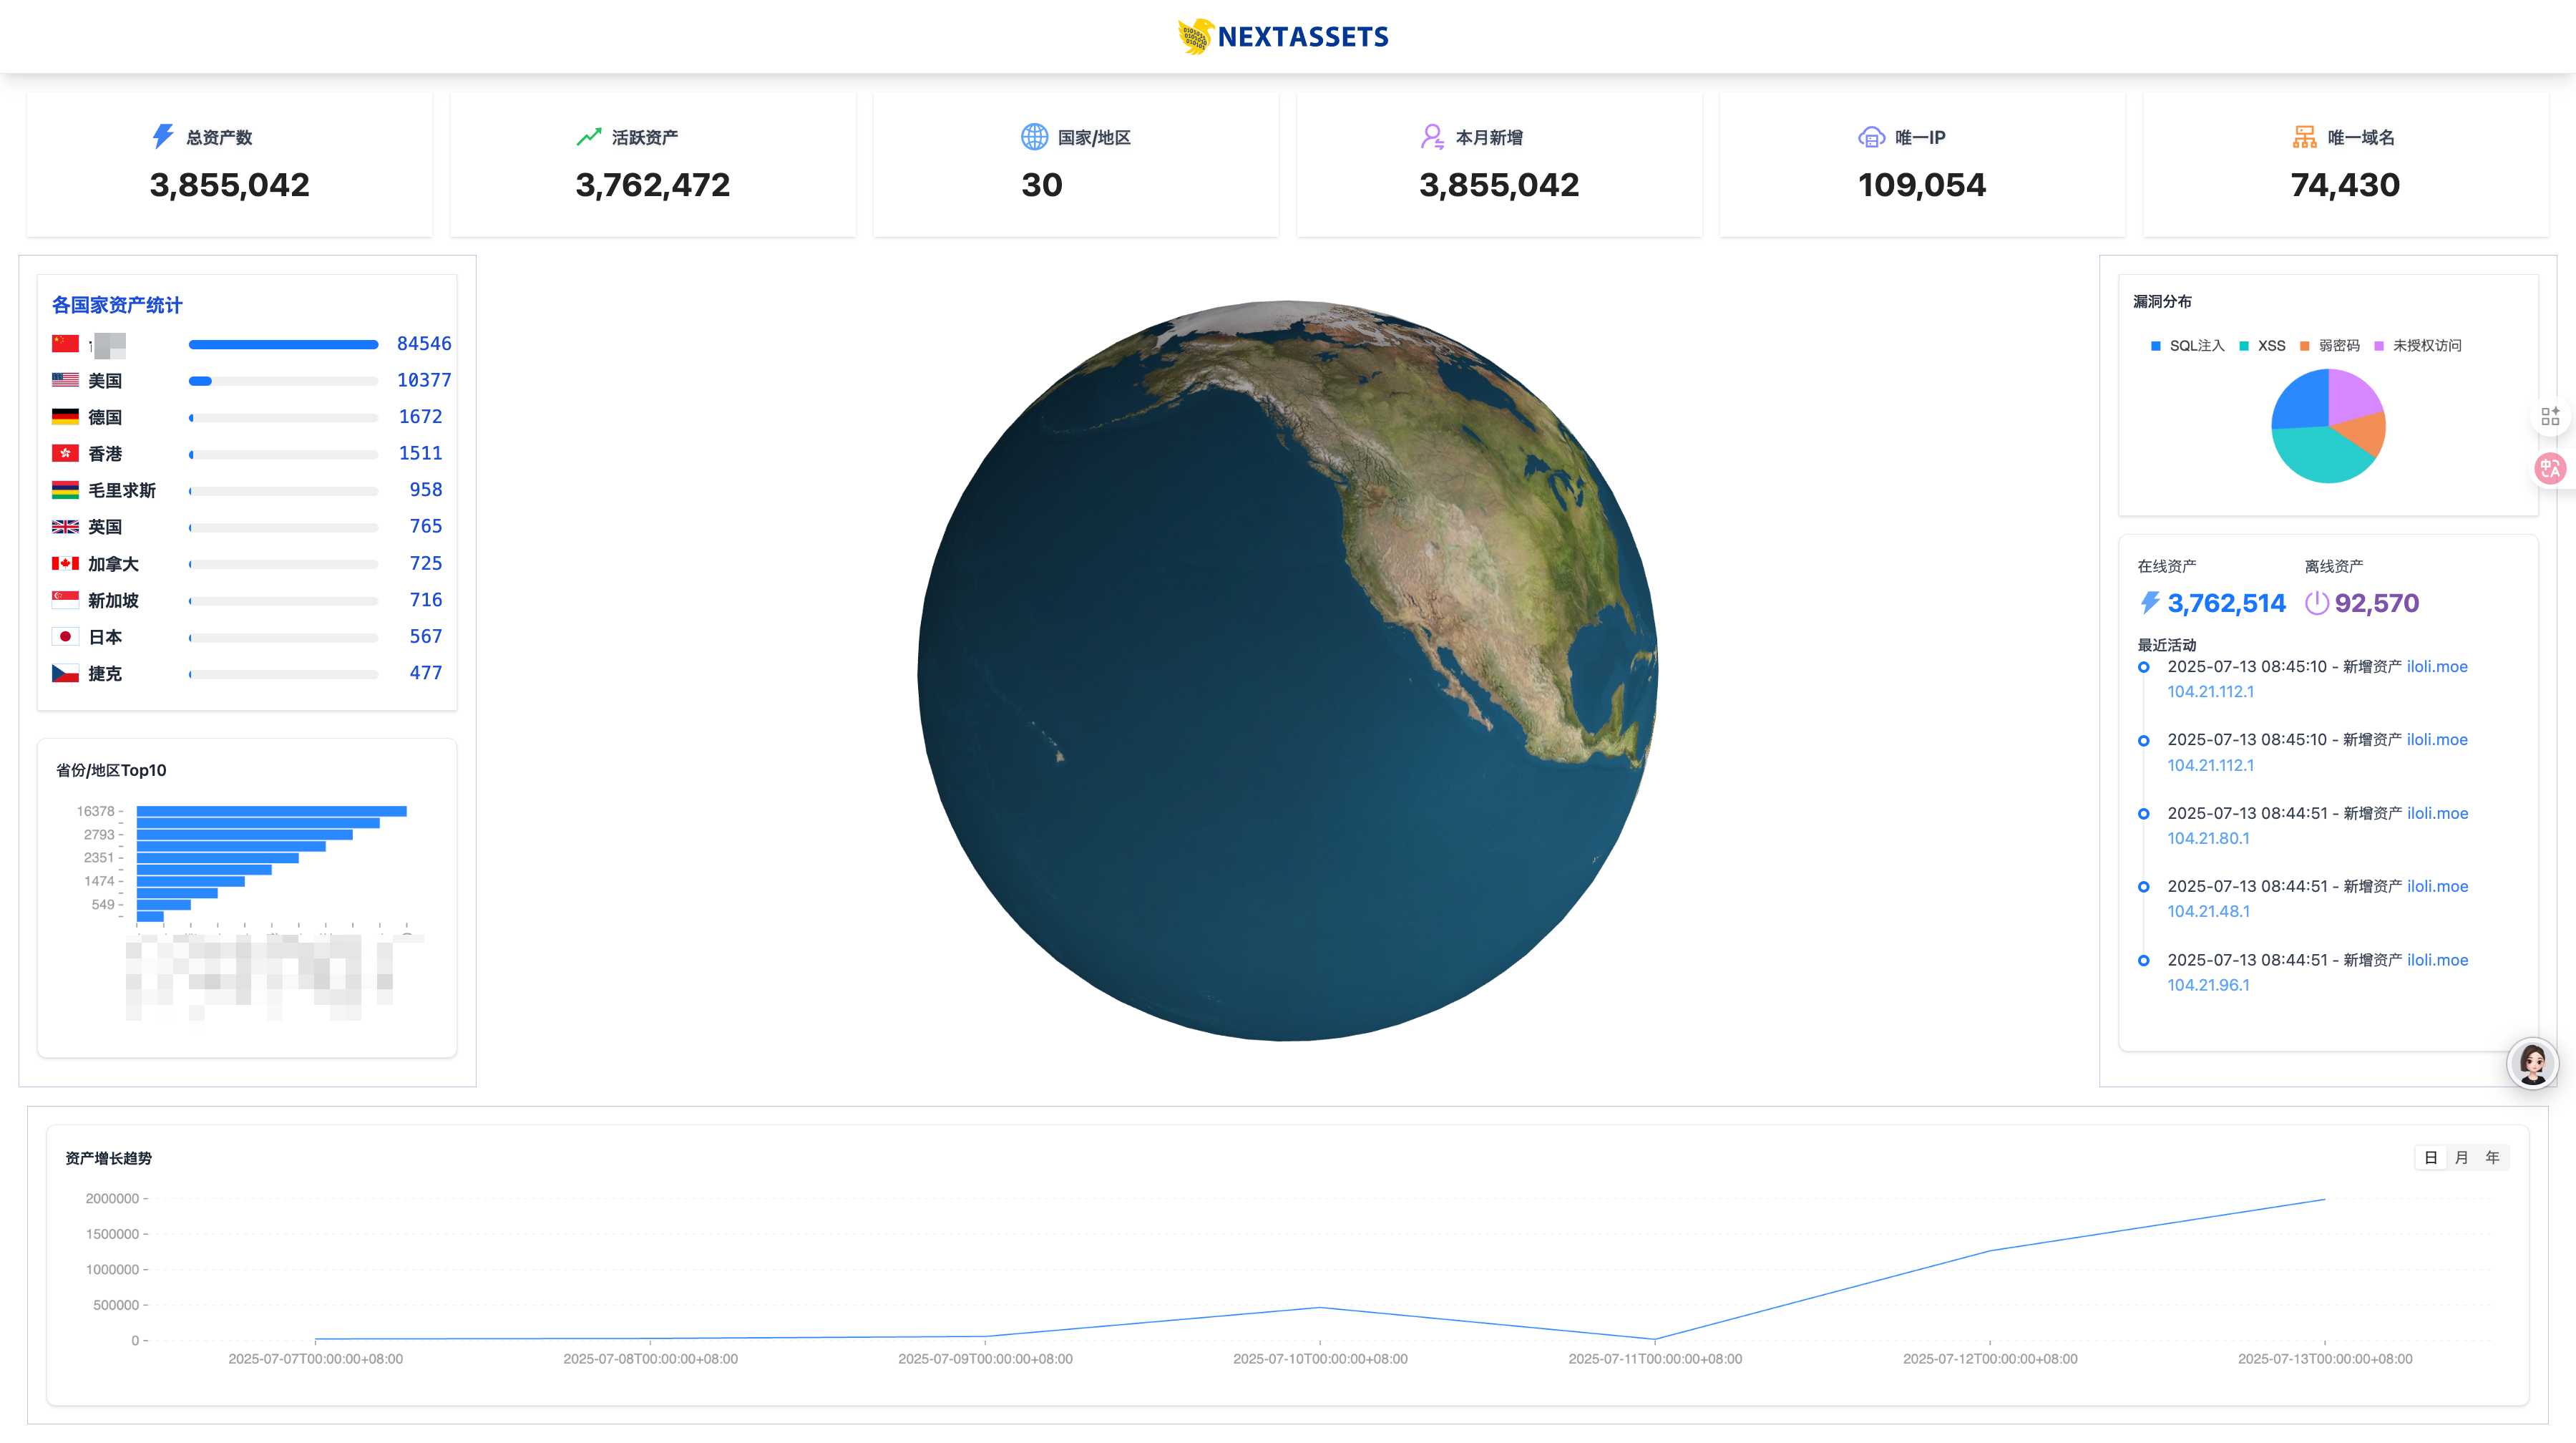 NEXTASSETS
总资产数
3,855,042
活跃资产
3,762,472
国家/地区
30
本月新增
3,855,042
唯一IP
109,054
唯一域名
74,430
各国家资产统计
84546
美国 10377
德国 1672
香港 1511
毛里求斯 958
英国 765
加拿大 725
新加坡 716
日本 567
捷克 477
省份/地区Top10
16378
2793
2351
1474
549
漏洞分布
SQL注入 XSS 弱密码 未授权访问
在线资产 离线资产
3,762,514 92,570
最近活动
2025-07-13 08:45:10 - 新增资产 iloli.moe
104.21.112.1
2025-07-13 08:45:10 - 新增资产 iloli.moe
104.21.112.1
2025-07-13 08:44:51 - 新增资产 iloli.moe
104.21.80.1
2025-07-13 08:44:51 - 新增资产 iloli.moe
104.21.48.1
2025-07-13 08:44:51 - 新增资产 iloli.moe
104.21.96.1
资产增长趋势
日 月 年
2000000
1500000
1000000
500000
0
2025-07-07T00:00:00+08:00 2025-07-08T00:00:00+08:00 2025-07-09T00:00:00+08:00 2025-07-10T00:00:00+08:00 2025-07-11T00:00:00+08:00 2025-07-12T00:00:00+08:00 2025-07-13T00:00:00+08:00